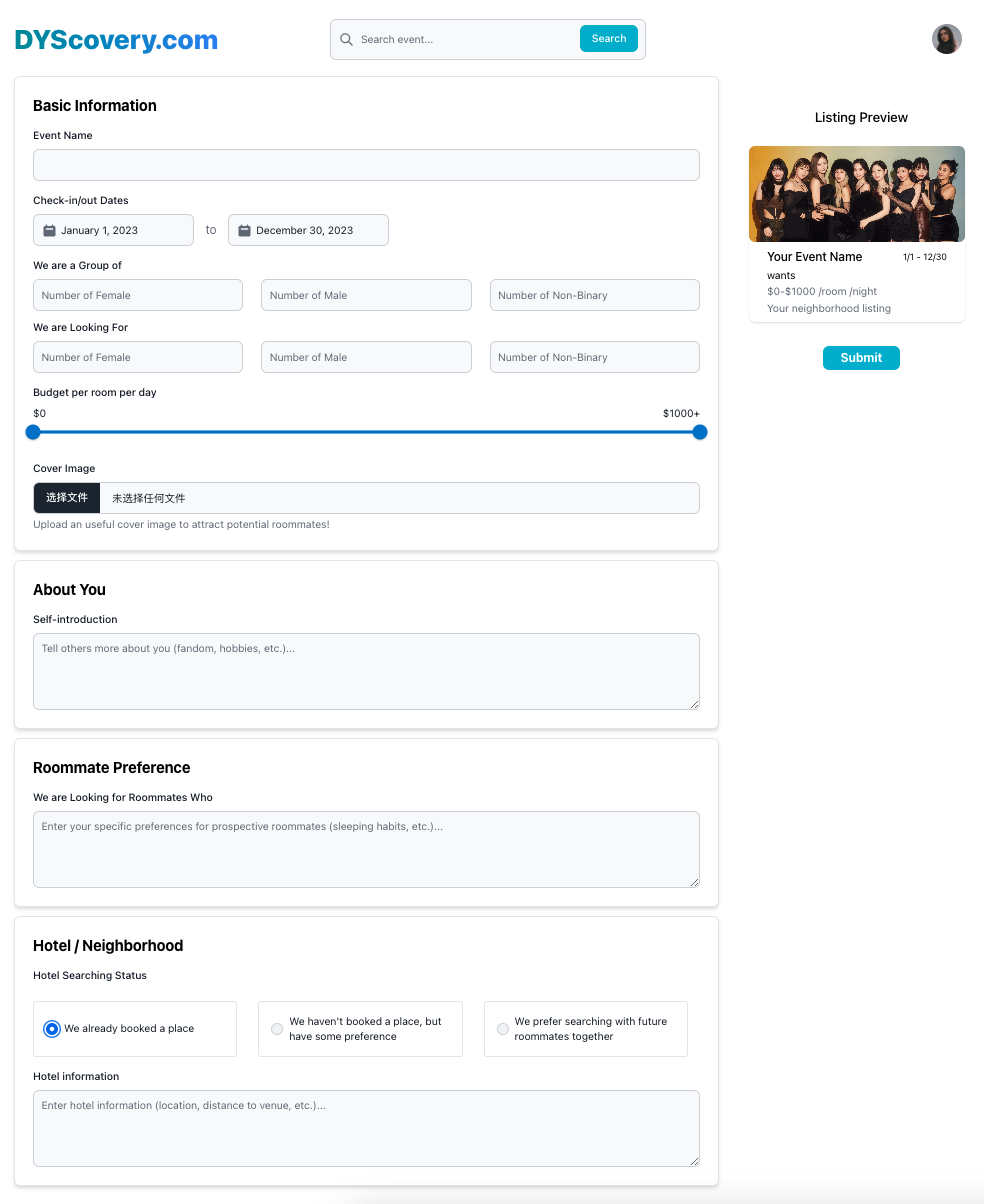 DYScovery.com
Search event...
Search
Basic Information
Event Name
Check-in/out Dates
January 1, 2023
to
December 30, 2023
We are a Group of
Number of Female
Number of Male
Number of Non-Binary
We are Looking For
Number of Female
Number of Male
Number of Non-Binary
Budget per room per day
$0
$1000+
Cover Image
选择文件
未选择任何文件
Upload an useful cover image to attract potential roommates!
About You
Self-introduction
Tell others more about you (fandom, hobbies, etc.)...
Roommate Preference
We are Looking for Roommates Who
Enter your specific preferences for prospective roommates (sleeping habits, etc.)...
Hotel / Neighborhood
Hotel Searching Status
We already booked a place
We haven't booked a place, but
have some preference
We prefer searching with future
roommates together
Hotel information
Enter hotel information (location, distance to venue, etc.)...
Listing Preview
Your Event Name
1/1 - 12/30
wants
$0-$1000 /room /night
Your neighborhood listing
Submit